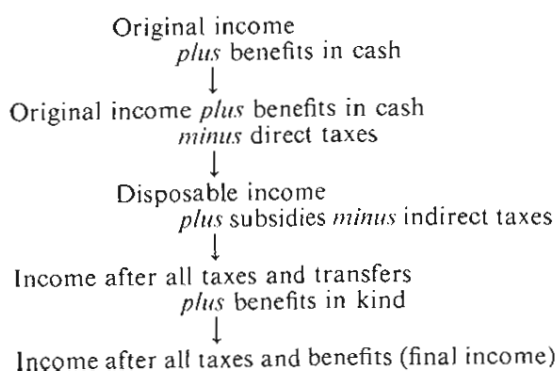 Original income
plus benefits in cash
↓
Original income plus benefits in cash
minus direct taxes
↓
Disposable income
plus subsidies minus indirect taxes
↓
Income after all taxes and transfers
plus benefits in kind
↓
Income after all taxes and benefits (final income)